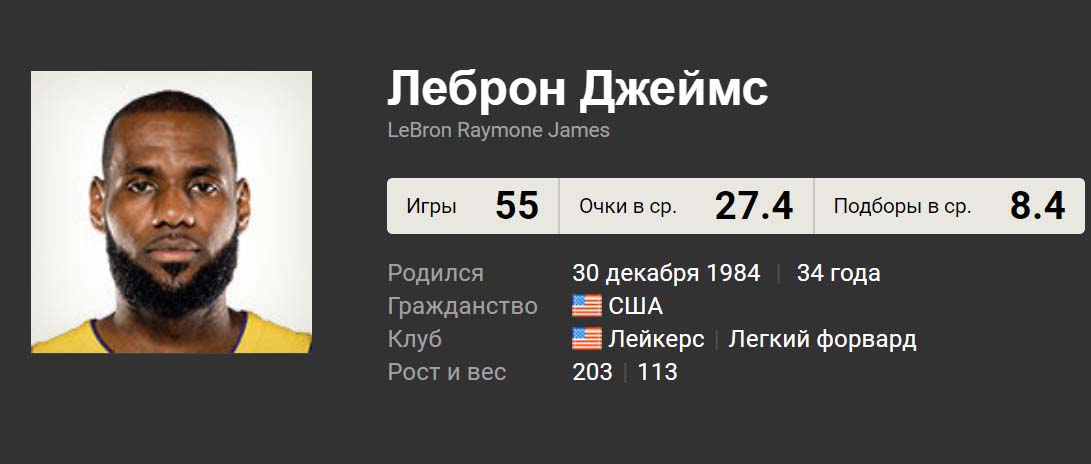 Леброн Джеймс
LeBron Raymone James
Игры 55 Очки в ср. 27.4 Подборы в ср. 8.4
Родился 30 декабря 1984 | 34 года
Гражданство США
Клуб Лейкерс | Легкий форвард
Рост и вес 203 | 113